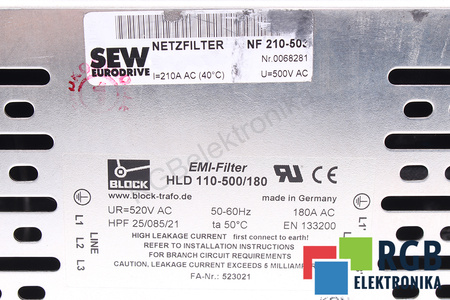 SEW
EURODRIVE
NETZFILTER NF 210-503
Nr.0068281
I=210A AC (40°C) U=500V AC
BLOCK
EMI-Filter
HLD 110-500/180
www.block-trafo.de made in Germany
UR=520V AC 50-60Hz 180A AC
HPF 25/085/21 ta 50°C EN 133200
HIGH LEAKAGE CURRENT first connect to
REFER TO INSTALLATION INSTRUCTIONS
FOR BRANCH CIRCUIT REQUIREMENTS
CAUTION. LEAKAGE CURRENT EXCEEDS 5 MILLIAMP
FA-Nr.: 523021
LINE
L1
L2
L3
L1'
RGB
ELEKTRONIKA